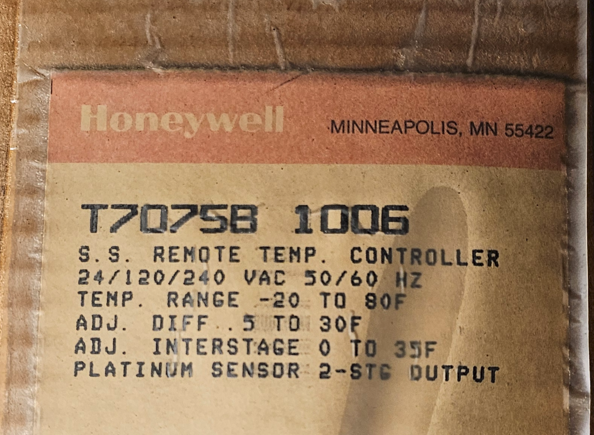 Honeywell MINNEAPOLIS, MN 55422
T7075B 1006
S.S. REMOTE TEMP. CONTROLLER
24/120/240 VAC 50/60 HZ
TEMP. RANGE -20 TO 80F
ADJ. DIFF .5 TO 30F
ADJ. INTERSTAGE 0 TO 35F
PLATINUM SENSOR 2-STG OUTPUT